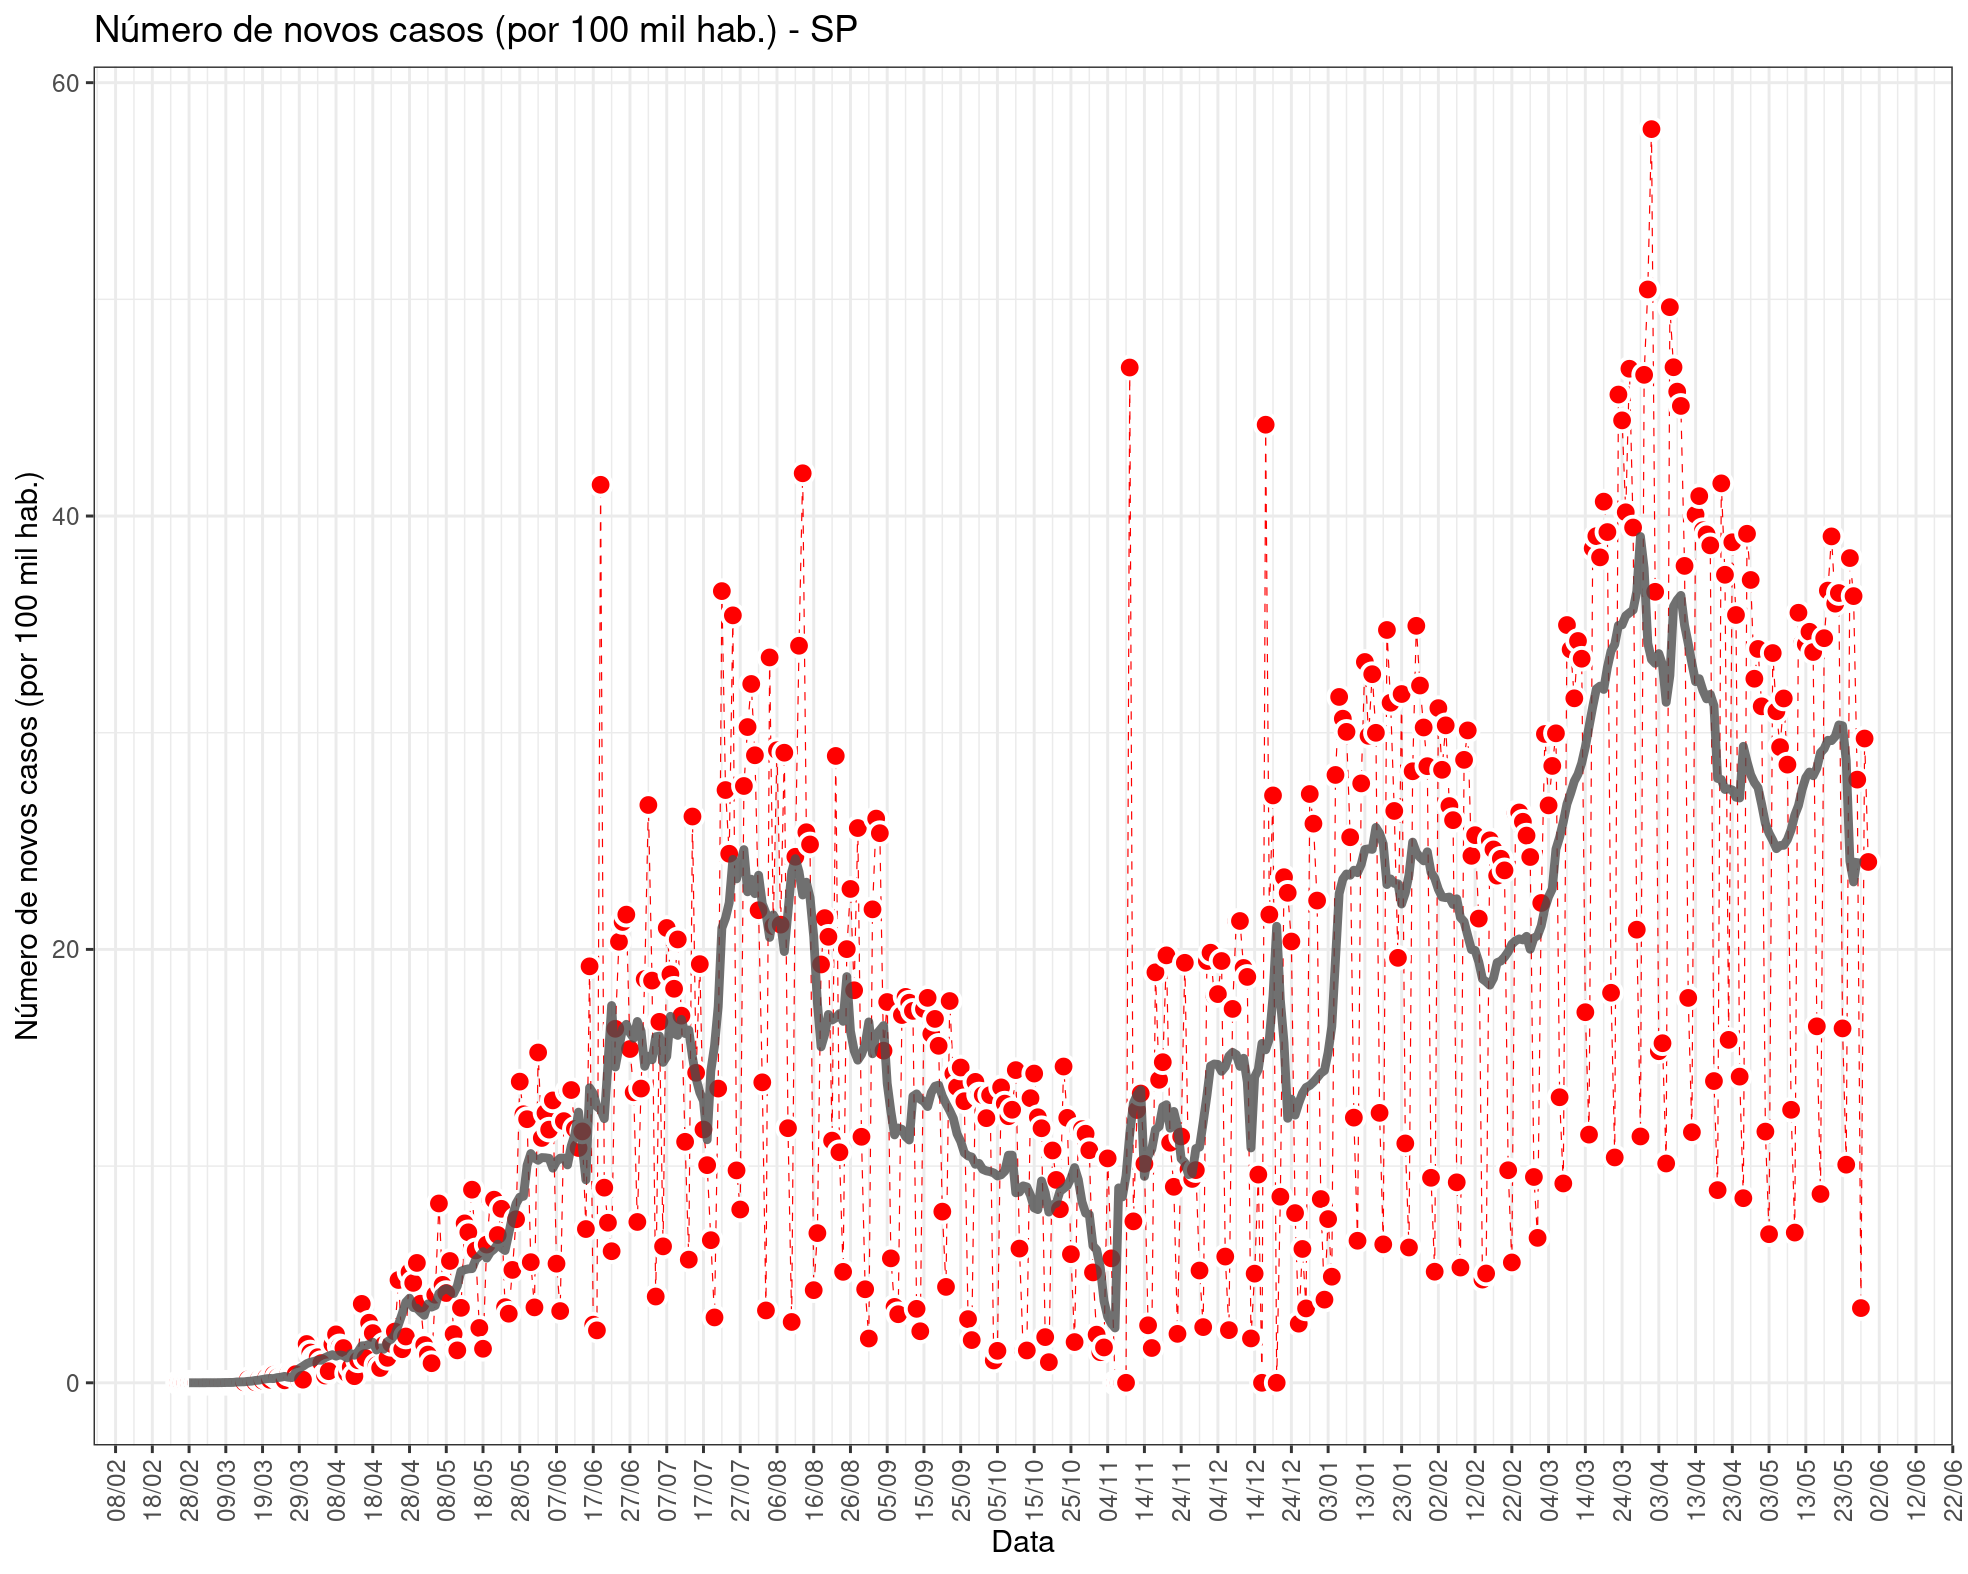 Número de novos casos (por 100 mil hab.) - SP
Número de novos casos (por 100 mil hab.)
60
40
20
0
08/02 18/02 28/02 09/03 19/03 29/03 08/04 18/04 28/04 08/05 18/05 28/05 07/06 17/06 27/06 07/07 17/07 27/07 06/08 16/08 26/08 05/09 15/09 25/09 05/10 15/10 25/10 04/11 14/11 24/11 04/12 14/12 24/12 03/01 13/01 23/01 02/02 12/02 22/02 04/03 14/03 24/03 03/04 13/04 23/04 03/05 13/05 23/05 02/06 12/06 22/06
Data